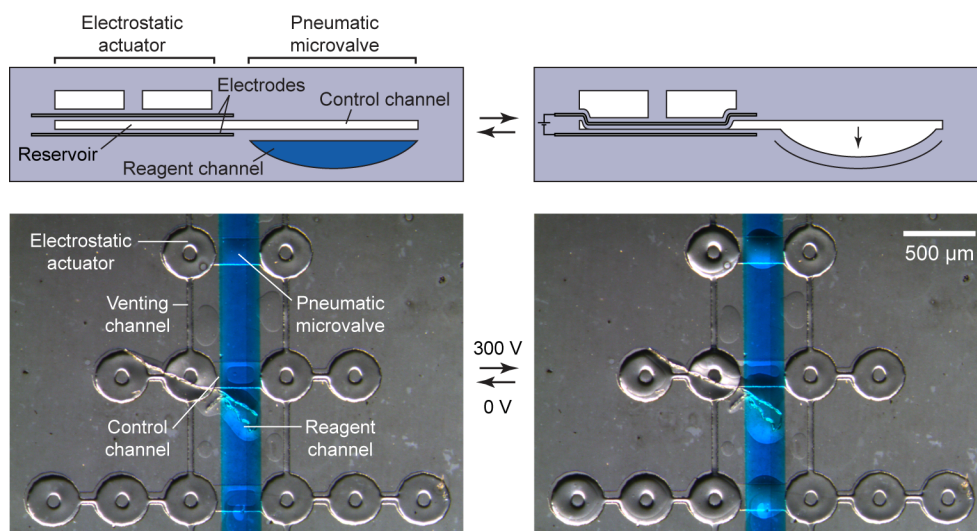 Electrostatic
actuator
Pneumatic
microvalve
Electrodes
Control channel
Reservoir
Reagent channel
Electrostatic
actuator
Venting
channel
Pneumatic
microvalve
Control
channel
Reagent
channel
300 V
0 V
500 µm